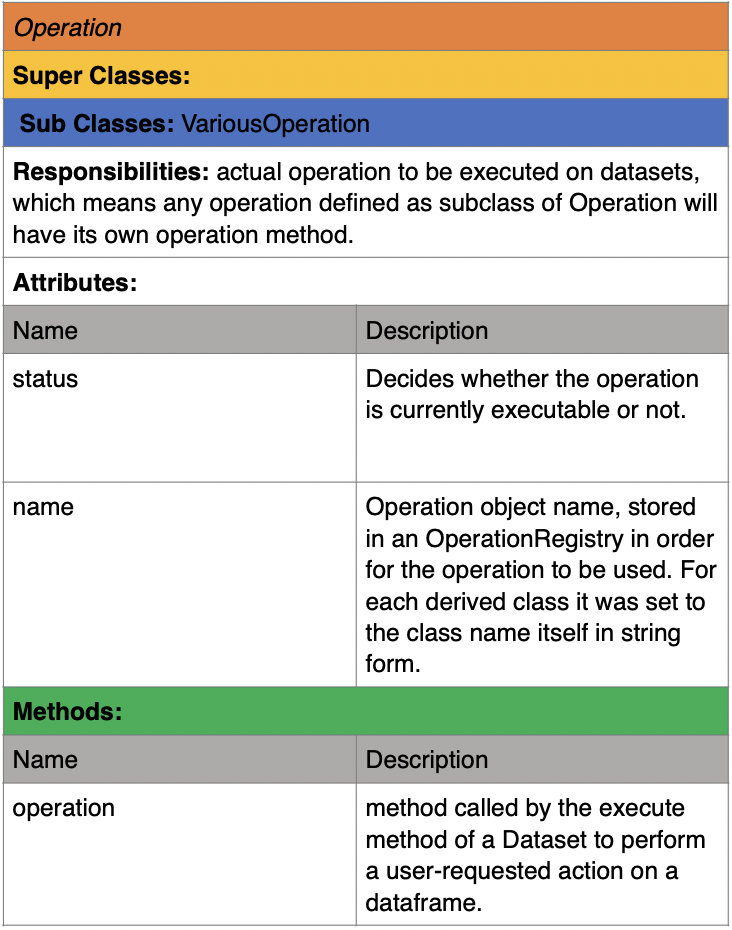 Operation
Super Classes:
Sub Classes: VariousOperation
Responsibilities: actual operation to be executed on datasets,
which means any operation defined as subclass of Operation will
have its own operation method.
Attributes:
Name
Description
status
Decides whether the operation
is currently executable or not.
name
Operation object name, stored
in an OperationRegistry in order
for the operation to be used. For
each derived class it was set to
the class name itself in string
form.
Methods:
Name
Description
operation
method called by the execute
method of a Dataset to perform
a user-requested action on a
dataframe.